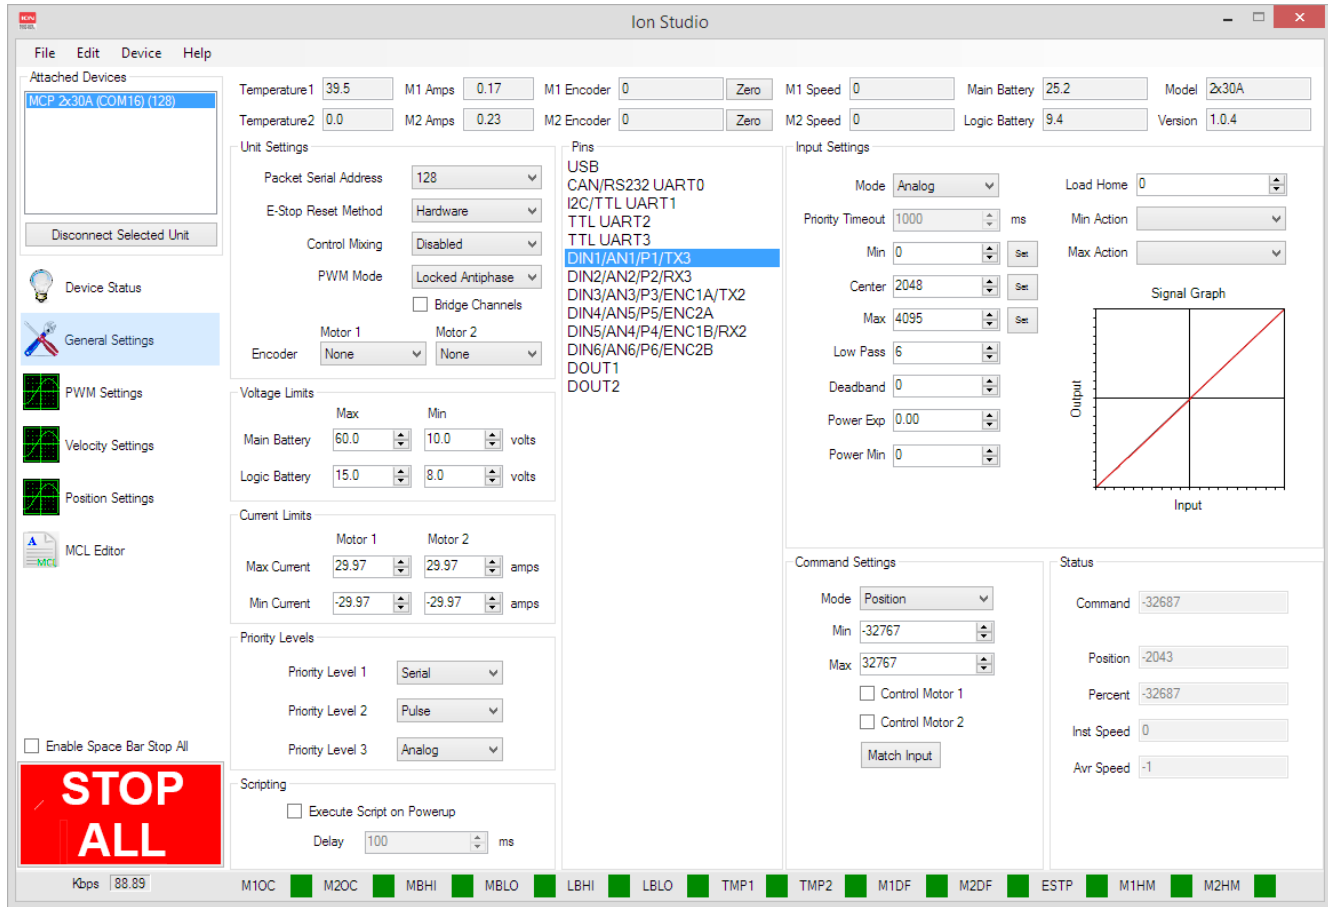 ION
Ion Studio
File Edit Device Help
Attached Devices
MCP 2x30A (COM16) (128)
Disconnect Selected Unit
Device Status
General Settings
PWM Settings
Velocity Settings
Position Settings
A
MCL
MCL Editor
Enable Space Bar Stop All
STOP
ALL
Kbps 88.89
Temperature1 39.5 M1 Amps 0.17 M1 Encoder 0 Zero M1 Speed 0 Main Battery 25.2 Model 2x30A
Temperature2 0.0 M2 Amps 0.23 M2 Encoder 0 Zero M2 Speed 0 Logic Battery 9.4 Version 1.0.4
Unit Settings
Packet Serial Address 128
E-Stop Reset Method Hardware
Control Mixing Disabled
PWM Mode Locked Antiphase
Bridge Channels
Motor 1 Motor 2
Encoder None None
Voltage Limits
Max Min
Main Battery 60.0 10.0 volts
Logic Battery 15.0 8.0 volts
Current Limits
Motor 1 Motor 2
Max Current 29.97 29.97 amps
Min Current -29.97 -29.97 amps
Priority Levels
Priority Level 1 Serial
Priority Level 2 Pulse
Priority Level 3 Analog
Scripting
Execute Script on Powerup
Delay 100 ms
Pins
USB
CAN/RS232 UART0
I2C/TTL UART1
TTL UART2
TTL UART3
DIN1/AN1/P1/TX3
DIN2/AN2/P2/RX3
DIN3/AN3/P3/ENC1A/TX2
DIN4/AN5/P5/ENC2A
DIN5/AN4/P4/ENC1B/RX2
DIN6/AN6/P6/ENC2B
DOUT1
DOUT2
Input Settings
Mode Analog
Priority Timeout 1000 ms
Min 0 Set
Center 2048 Set
Max 4095 Set
Low Pass 6
Deadband 0
Power Exp 0.00
Power Min 0
Load Home 0
Min Action
Max Action
Signal Graph
Output
Input
Command Settings
Mode Position
Min -32767
Max 32767
Control Motor 1
Control Motor 2
Match Input
Status
Command -32687
Position -2043
Percent -32687
Inst Speed 0
Avr Speed -1
M1OC M2OC MBHI MBLO LBHI LBLO TMP1 TMP2 M1DF M2DF ESTP M1HM M2HM